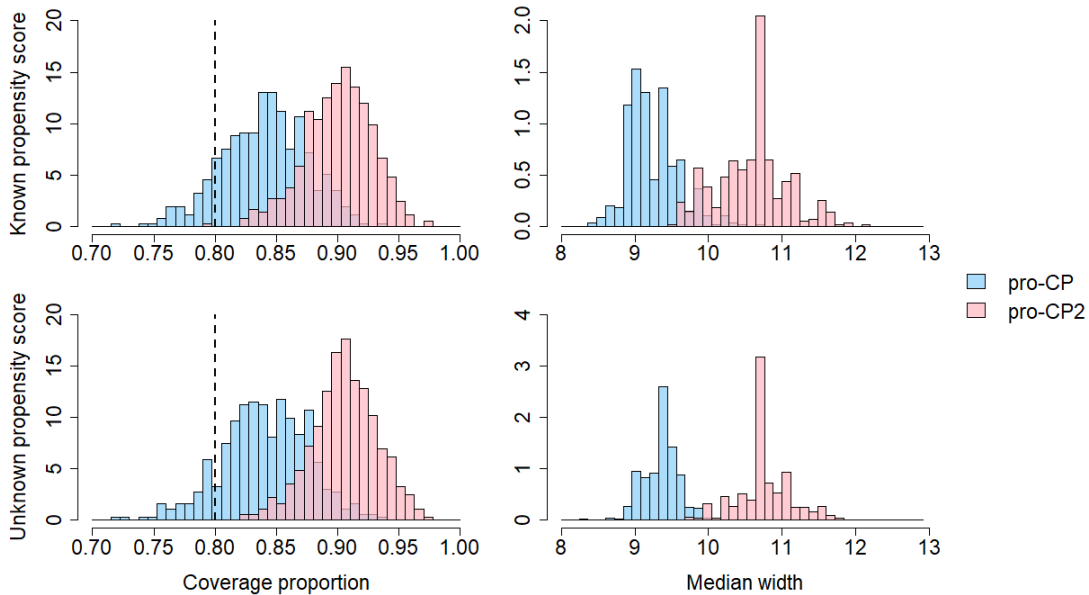 Known propensity score
20
15
10
5
0
0.70 0.75 0.80 0.85 0.90 0.95 1.00
2.0
1.5
1.0
0.5
0.0
8 9 10 11 12 13
pro-CP
pro-CP2
Unknown propensity score
20
15
10
5
0
0.70 0.75 0.80 0.85 0.90 0.95 1.00
Coverage proportion
4
3
2
1
0
8 9 10 11 12 13
Median width